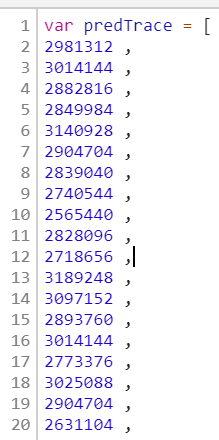 1 var predTrace = [
2 2981312 ,
3 3014144 ,
4 2882816 ,
5 2849984 ,
6 3140928 ,
7 2904704 ,
8 2839040 ,
9 2740544 ,
10 2565440 ,
11 2828096 ,
12 2718656 ,
13 3189248 ,
14 3097152 ,
15 2893760 ,
16 3014144 ,
17 2773376 ,
18 3025088 ,
19 2904704 ,
20 2631104 ,